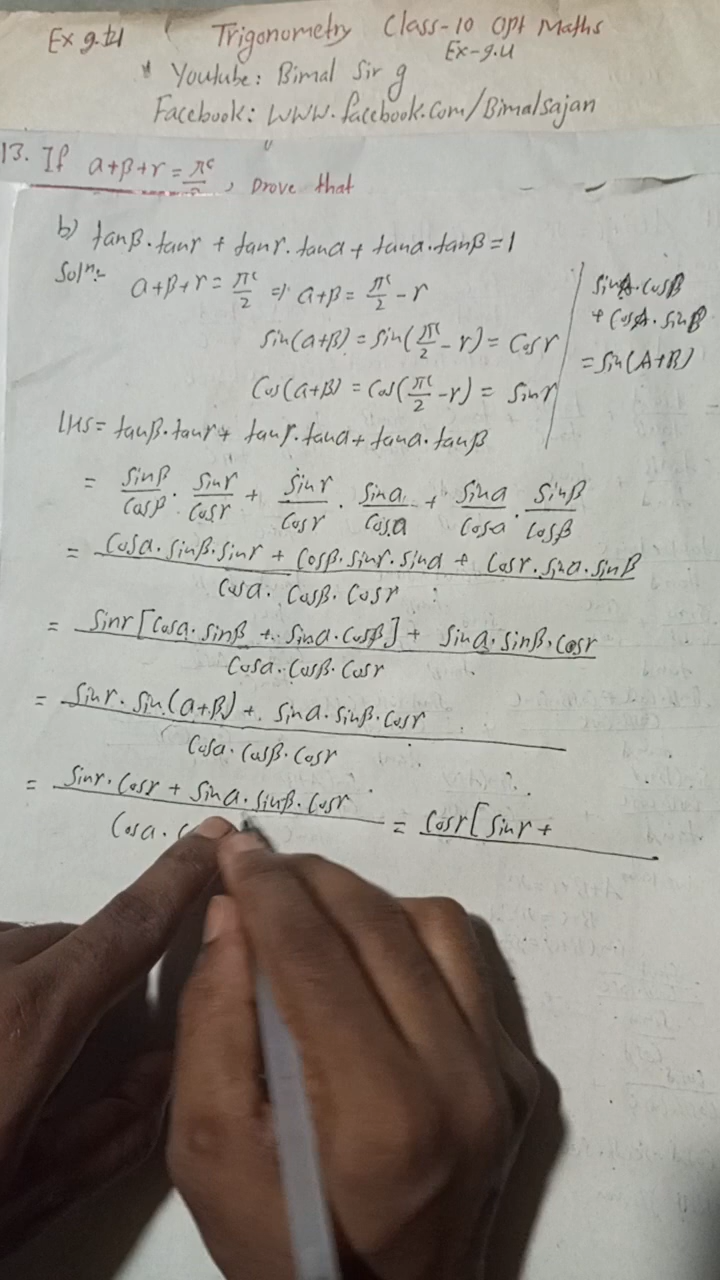 Ex 9.4 Trigonometry Class-10 Opt Maths
Ex-9.4
Youtube: Bimal Sir g
Facebook: www.facebook.com/Bimalsajan
13. If α+β+γ = π^c/2, prove that
b) tanβ.tanγ + tanγ.tanα + tanα.tanβ = 1
Solⁿ:- α+β+γ = π^c/2 ⇒ α+β = π^c/2 - γ
sin(α+β) = sin(π^c/2 - γ) = cosγ
cos(α+β) = cos(π^c/2 - γ) = sinγ
sinA.cosB
+ cosA.sinB
= sin(A+B)
LHS = tanβ.tanγ + tanγ.tanα + tanα.tanβ
= sinβ/cosβ . sinγ/cosγ + sinγ/cosγ . sinα/cosα + sinα/cosα . sinβ/cosβ
= cosα.sinβ.sinγ + cosβ.sinγ.sinα + cosγ.sinα.sinβ
cosα.cosβ.cosγ
= sinγ[cosα.sinβ + sinα.cosβ] + sinα.sinβ.cosγ
cosα.cosβ.cosγ
= sinγ.sin(α+β) + sinα.sinβ.cosγ
cosα.cosβ.cosγ
= sinγ.cosγ + sinα.sinβ.cosγ = cosγ[sinγ +
cosα.